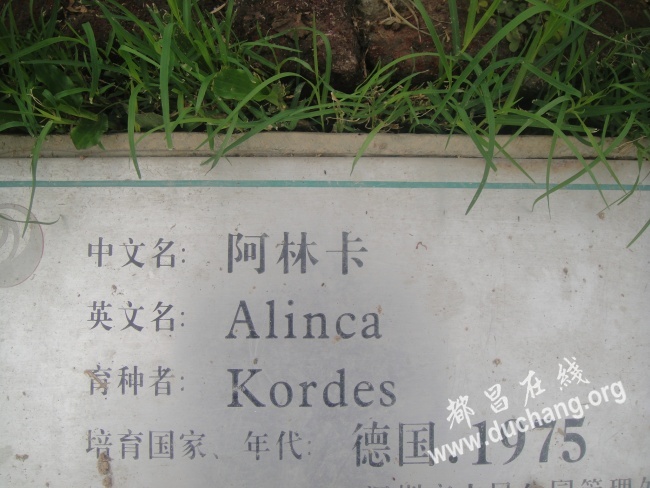 中文名: 阿林卡
英文名: Alinca
育种者: Kordes
培育国家、年代: 德国.1975
都昌在线
www.duchang.org